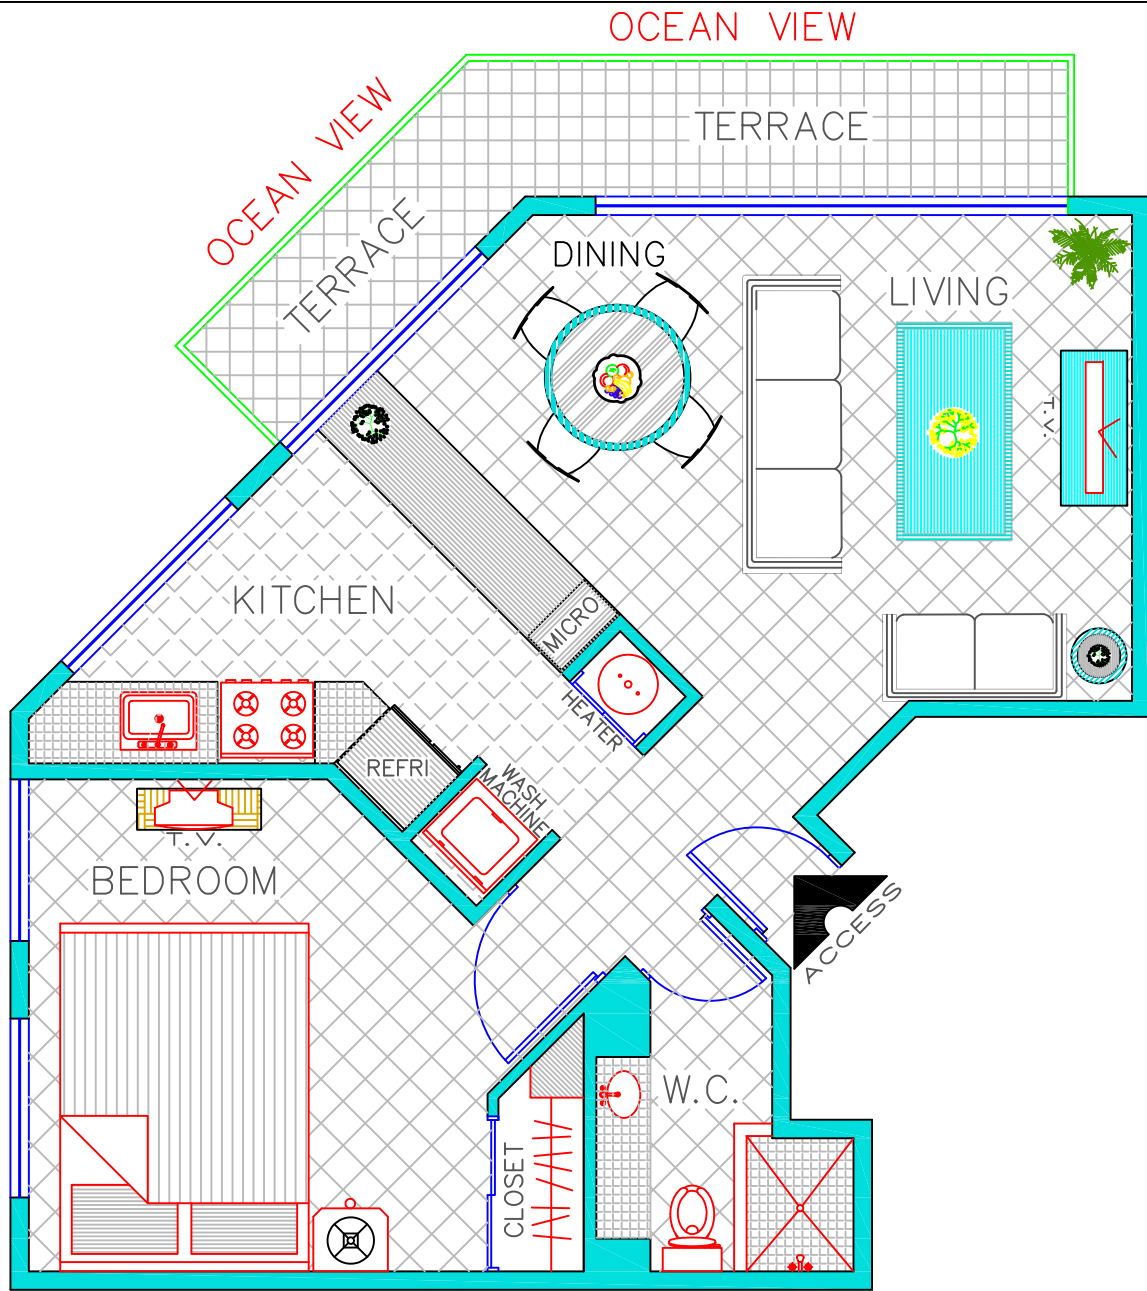 OCEAN VIEW
OCEAN VIEW
TERRACE
TERRACE
DINING
LIVING
T.V.
KITCHEN
MICRO
HEATER
REFRI
WASH
MACHINE
T.V.
BEDROOM
ACCESS
W.C.
CLOSET